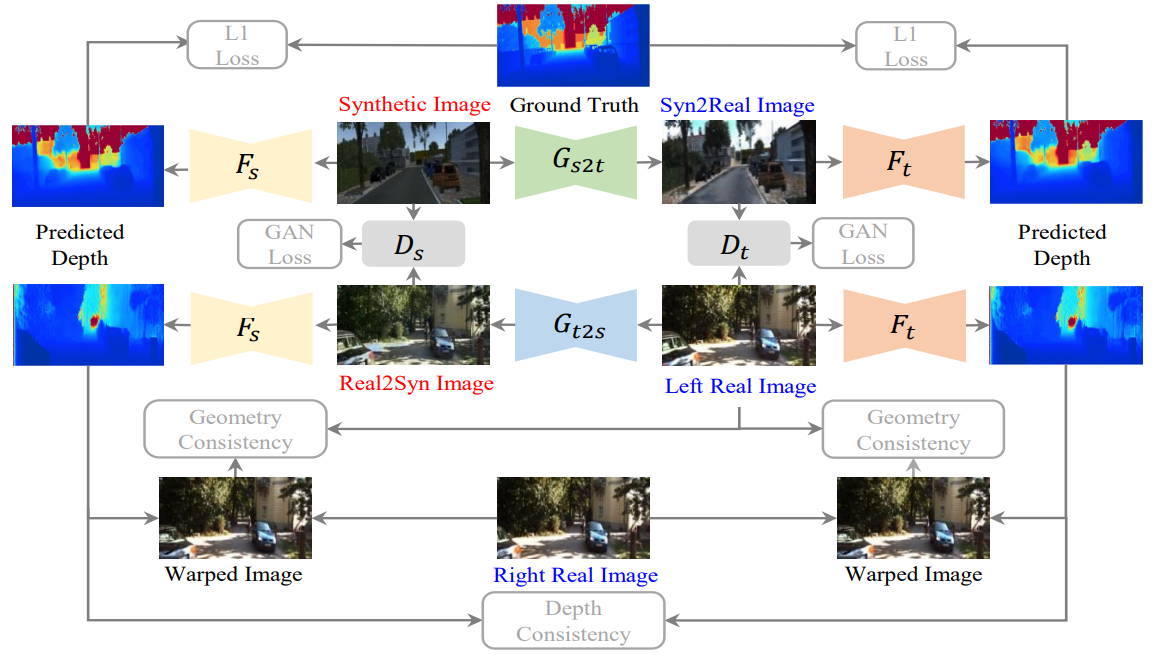 L1
Loss
L1
Loss
Synthetic Image
Ground Truth
Syn2Real Image
F_s
G_{s2t}
F_t
Predicted
Depth
GAN
Loss
D_s
D_t
GAN
Loss
Predicted
Depth
F_s
G_{t2s}
F_t
Real2Syn Image
Left Real Image
Geometry
Consistency
Geometry
Consistency
Warped Image
Right Real Image
Warped Image
Depth
Consistency